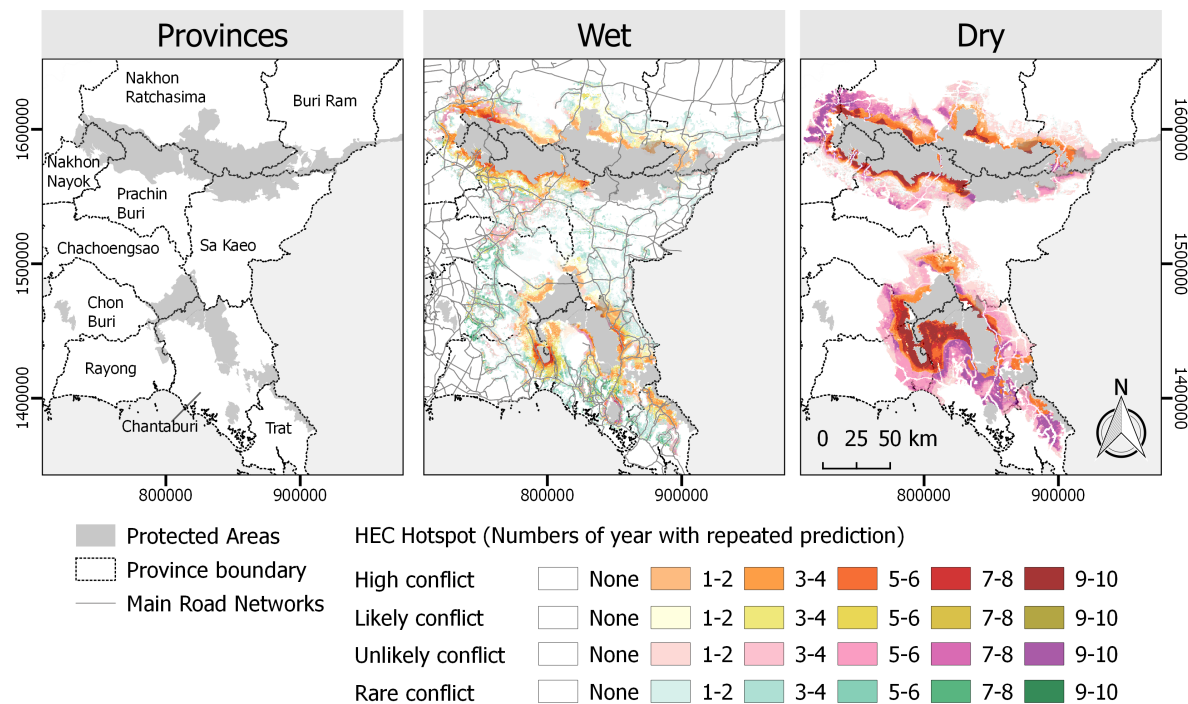 Provinces
Wet
Dry
Nakhon
Ratchasima
Buri Ram
Nakhon
Nayok
Prachin
Buri
Chachoengsao
Sa Kaeo
Chon
Buri
Rayong
Chantaburi
Trat
1600000
1500000
1400000
800000
900000
800000
900000
N
0 25 50 km
800000
900000
1600000
1500000
1400000
Protected Areas
Province boundary
Main Road Networks
HEC Hotspot (Numbers of year with repeated prediction)
High conflict None 1-2 3-4 5-6 7-8 9-10
Likely conflict None 1-2 3-4 5-6 7-8 9-10
Unlikely conflict None 1-2 3-4 5-6 7-8 9-10
Rare conflict None 1-2 3-4 5-6 7-8 9-10